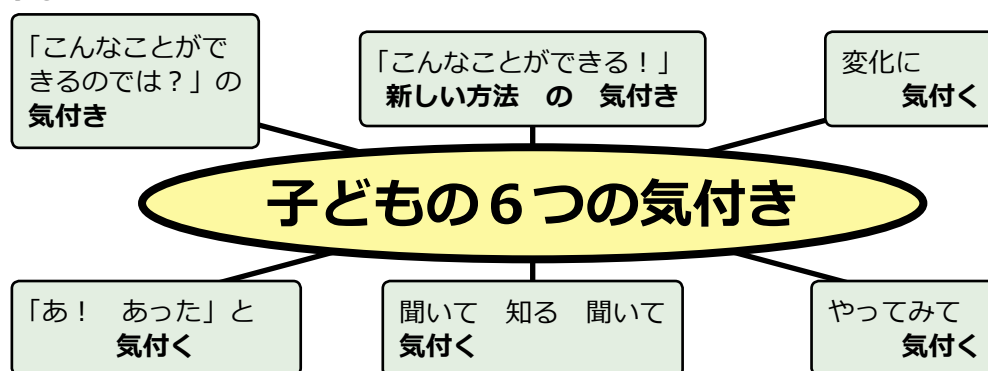 「こんなことがで
きるのでは？」の
気付き
「こんなことができる！」
新しい方法　の　気付き
変化に
気付く
子どもの６つの気付き
「あ！　あった」と
気付く
聞いて　知る　聞いて
気付く
やってみて
気付く